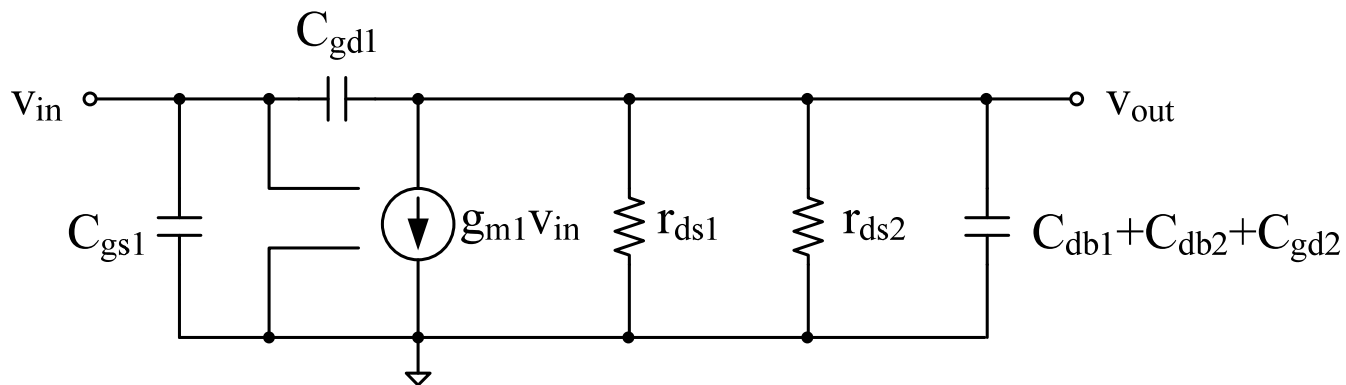 C_gd1
v_in
v_out
C_gs1
g_m1v_in
r_ds1
r_ds2
C_db1+C_db2+C_gd2